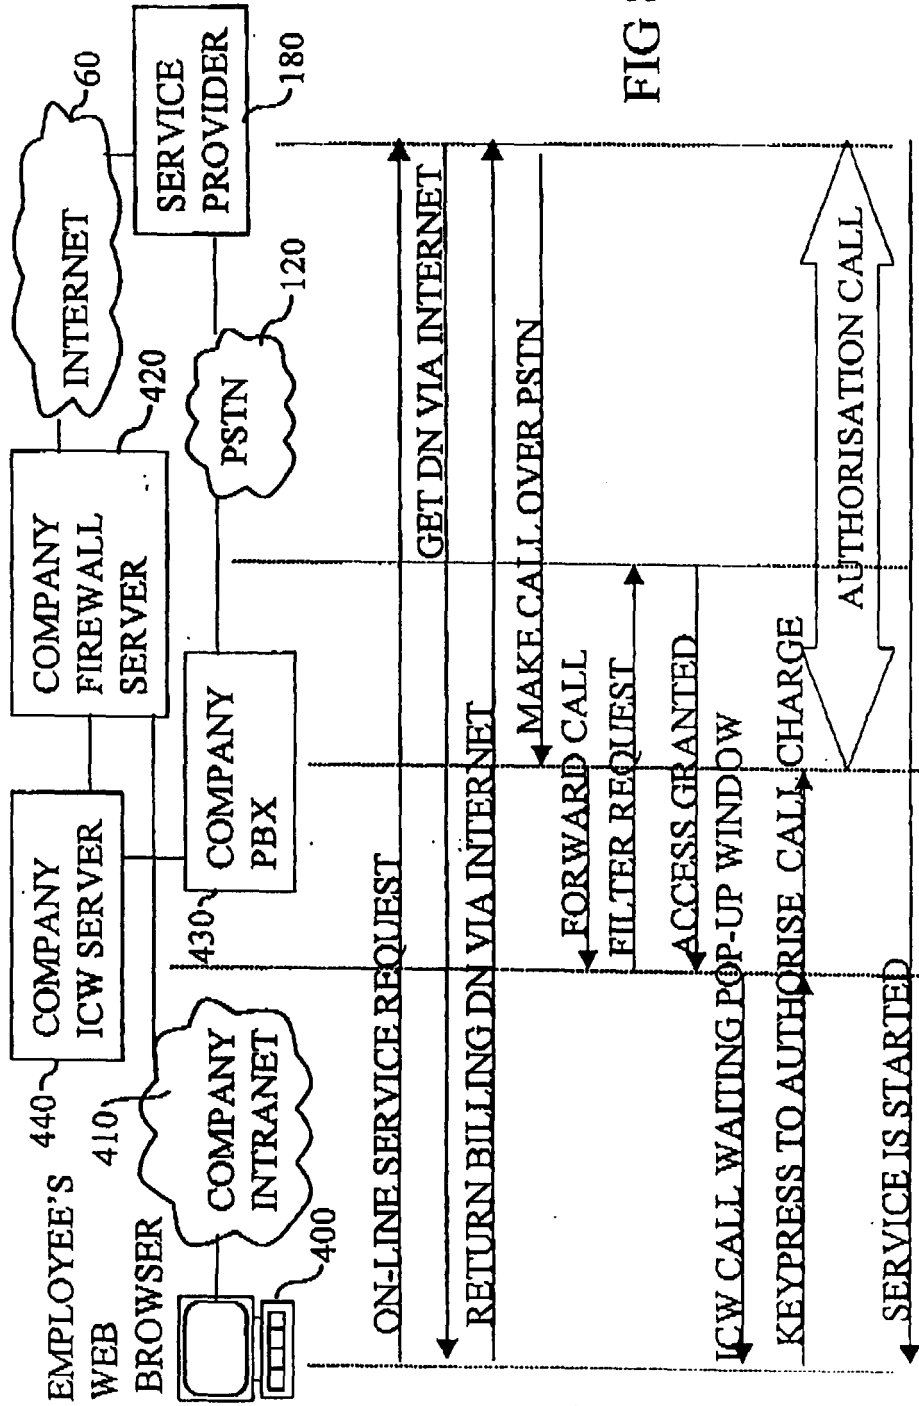 EMPLOYEE'S
WEB
BROWSER
400
COMPANY
INTRANET
410
440
COMPANY
ICW SERVER
430
COMPANY
PBX
COMPANY
FIREWALL
SERVER
420
INTERNET
60
PSTN
120
SERVICE
PROVIDER
180
ON-LINE SERVICE REQUEST
GET DN VIA INTERNET
RETURN BILLING DN VIA INTERNET
MAKE CALL OVER PSTN
FORWARD CALL
FILTER REQUEST
ACCESS GRANTED
ICW CALL WAITING POP-UP WINDOW
KEYPRESS TO AUTHORISE CALL CHARGE
AUTHORISATION CALL
SERVICE IS STARTED
FIG